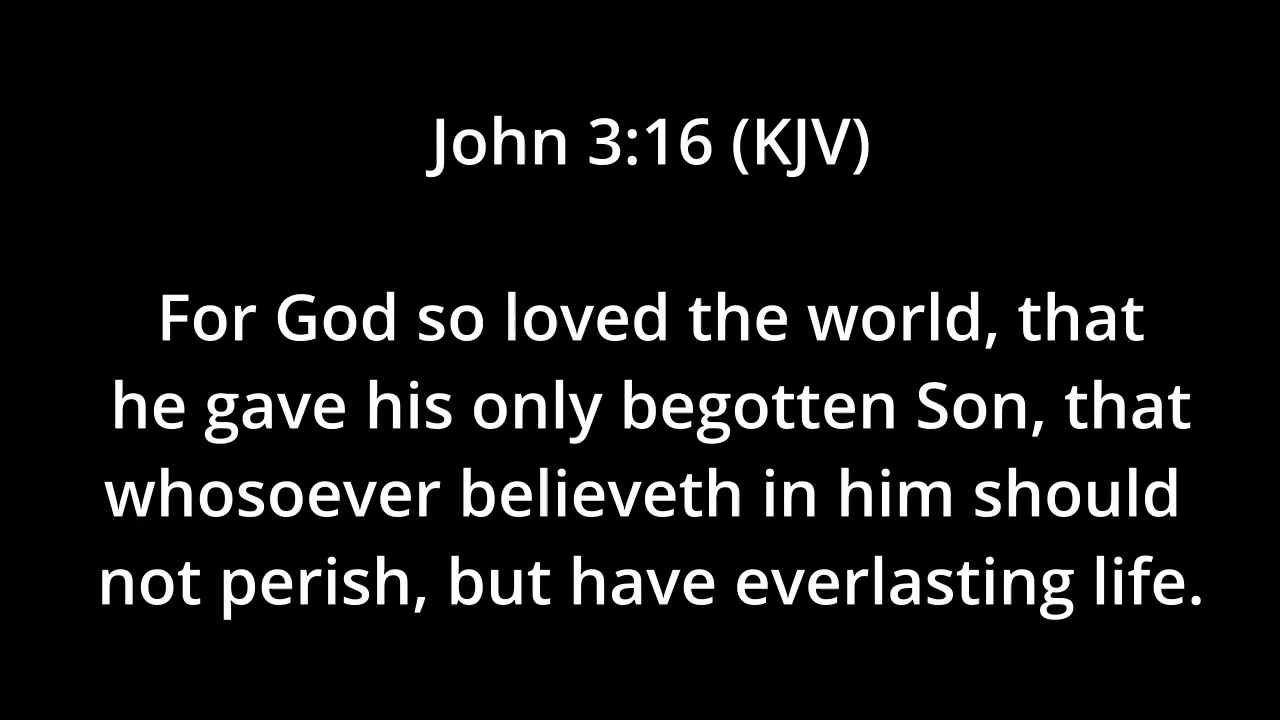 John 3:16 (KJV)
For God so loved the world, that
he gave his only begotten Son, that
whosoever believeth in him should
not perish, but have everlasting life.